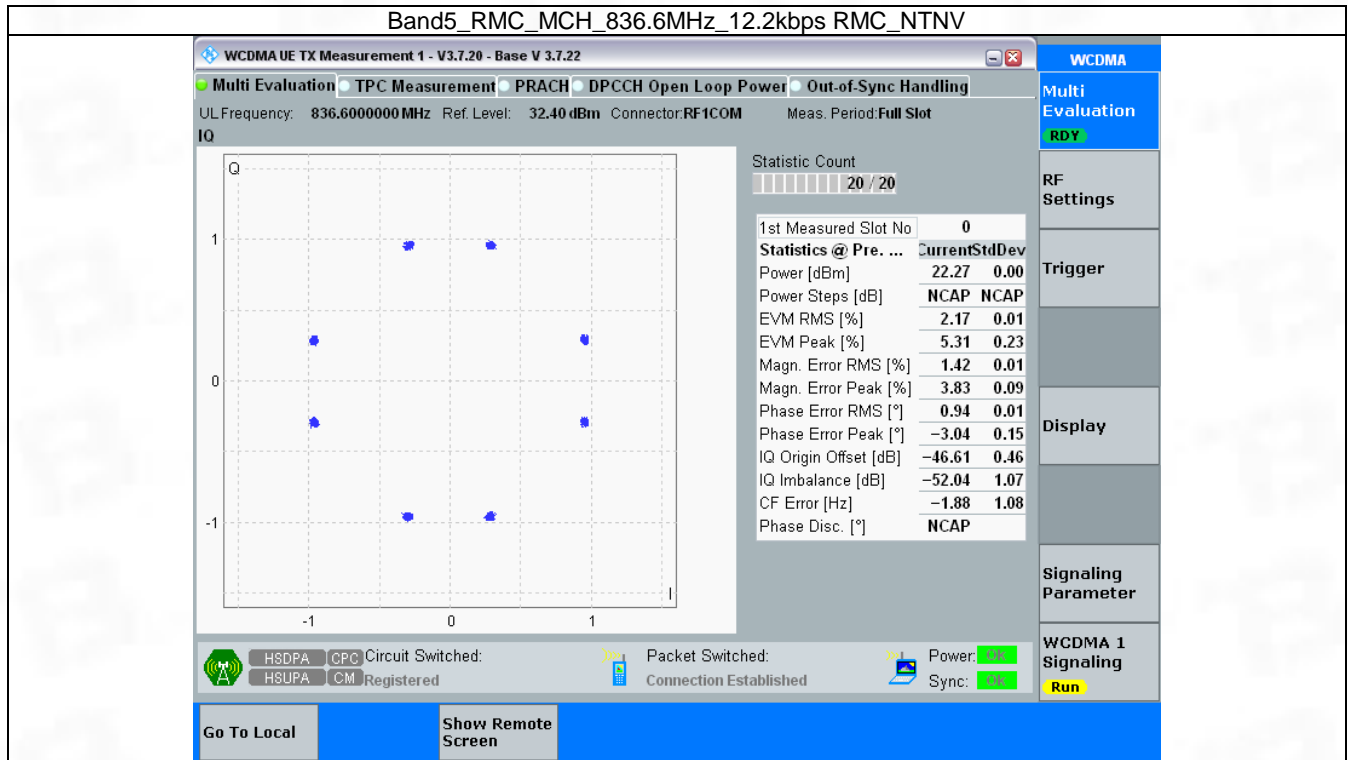 Band5_RMC_MCH_836.6MHz_12.2kbps RMC_NTNV
WCDMA UE TX Measurement 1 - V3.7.20 - Base V 3.7.22
WCDMA
Multi Evaluation TPC Measurement PRACH DPCCH Open Loop Power Out-of-Sync Handling
UL Frequency: 836.6000000 MHz Ref. Level: 32.40 dBm Connector:RF1COM Meas. Period:Full Slot
IQ
Q
1
0
-1
I
-1 0 1
Statistic Count
20 / 20
1st Measured Slot No 0
Statistics @ Pre. ... Current StdDev
Power [dBm] 22.27 0.00
Power Steps [dB] NCAP NCAP
EVM RMS [%] 2.17 0.01
EVM Peak [%] 5.31 0.23
Magn. Error RMS [%] 1.42 0.01
Magn. Error Peak [%] 3.83 0.09
Phase Error RMS [°] 0.94 0.01
Phase Error Peak [°] −3.04 0.15
IQ Origin Offset [dB] −46.61 0.46
IQ Imbalance [dB] −52.04 1.07
CF Error [Hz] −1.88 1.08
Phase Disc. [°] NCAP
Multi
Evaluation
RDY
RF
Settings
Trigger
Display
Signaling
Parameter
WCDMA 1
Signaling
Run
HSDPA CPC Circuit Switched: Packet Switched: Power: Ok
HSUPA CM Registered Connection Established Sync: Ok
Go To Local
Show Remote
Screen